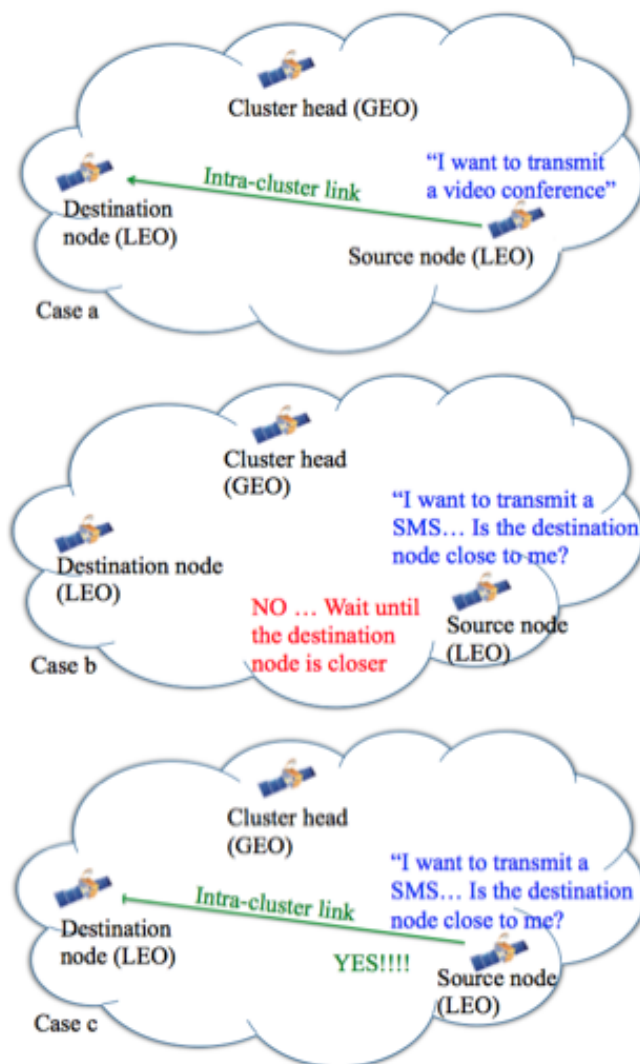 Cluster head (GEO)
“I want to transmit
a video conference”
Intra-cluster link
Destination
node (LEO)
Source node (LEO)
Case a
Cluster head
(GEO)
“I want to transmit a
SMS… Is the destination
node close to me?
Destination node
(LEO)
NO … Wait until
the destination
node is closer
Source node
(LEO)
Case b
Cluster head
(GEO)
“I want to transmit a
SMS… Is the destination
node close to me?
Intra-cluster link
Destination
node (LEO)
YES!!!!
Source node
(LEO)
Case c